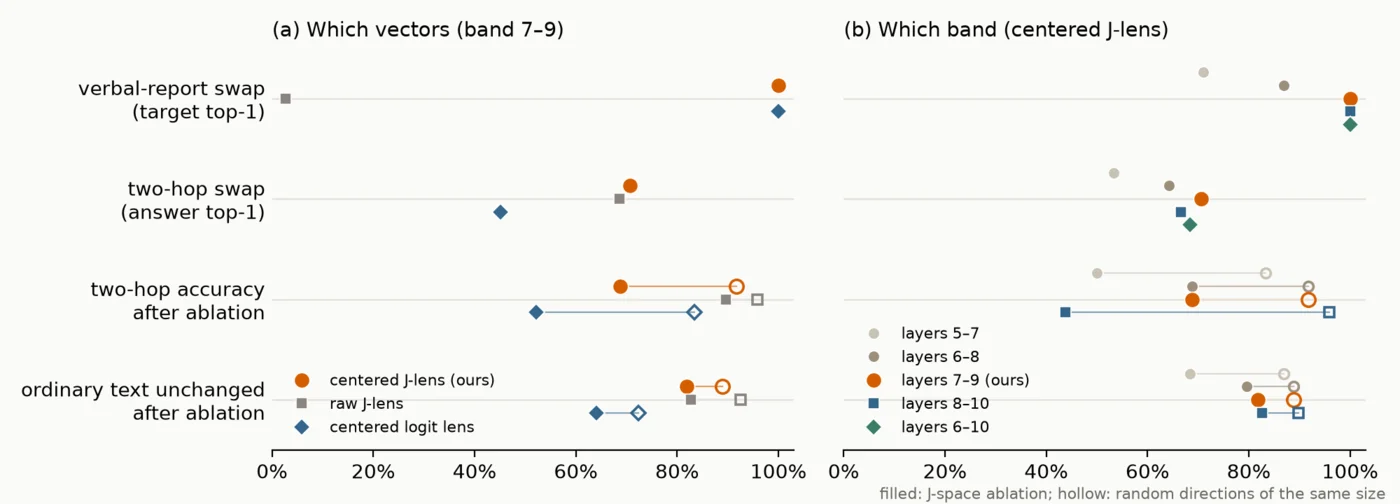 (a) Which vectors (band 7–9)
(b) Which band (centered J-lens)
verbal-report swap
(target top-1)
two-hop swap
(answer top-1)
two-hop accuracy
after ablation
ordinary text unchanged
after ablation
centered J-lens (ours)
raw J-lens
centered logit lens
layers 5–7
layers 6–8
layers 7–9 (ours)
layers 8–10
layers 6–10
0% 20% 40% 60% 80% 100%
0% 20% 40% 60% 80% 100%
filled: J-space ablation; hollow: random directions of the same size